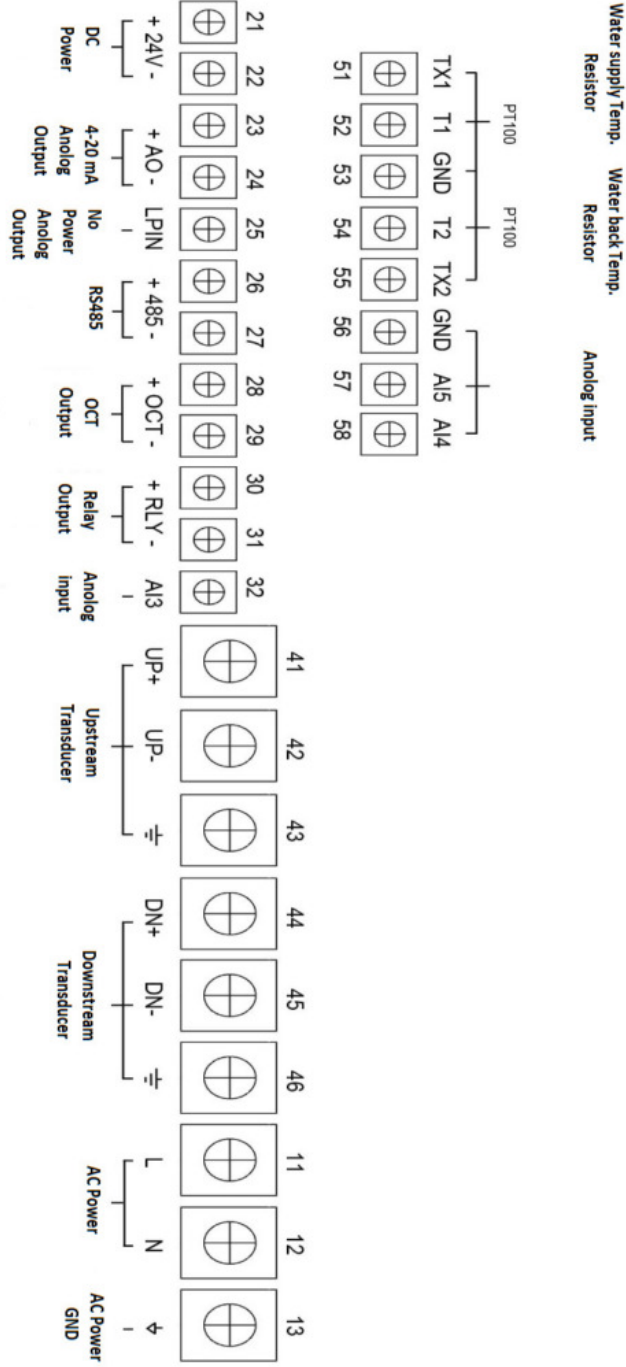 Water supply Temp.
Resistor
Water back Temp.
Resistor
Anolog input
PT100 PT100
TX1 T1 GND T2 TX2 GND AI5 AI4
51 52 53 54 55 56 57 58
21 22 23 24 25 26 27 28 29 30 31 32 41 42 43 44 45 46 11 12 13
+ 24V - + AO - LPIN + 485 - + OCT - + RLY - AI3 UP+ UP- DN+ DN- L N
DC
Power
4-20 mA
Anolog
Output
No
Power
Anolog
Output
RS485
OCT
Output
Relay
Output
Anolog
input
Upstream
Transducer
Downstream
Transducer
AC Power
AC Power
GND